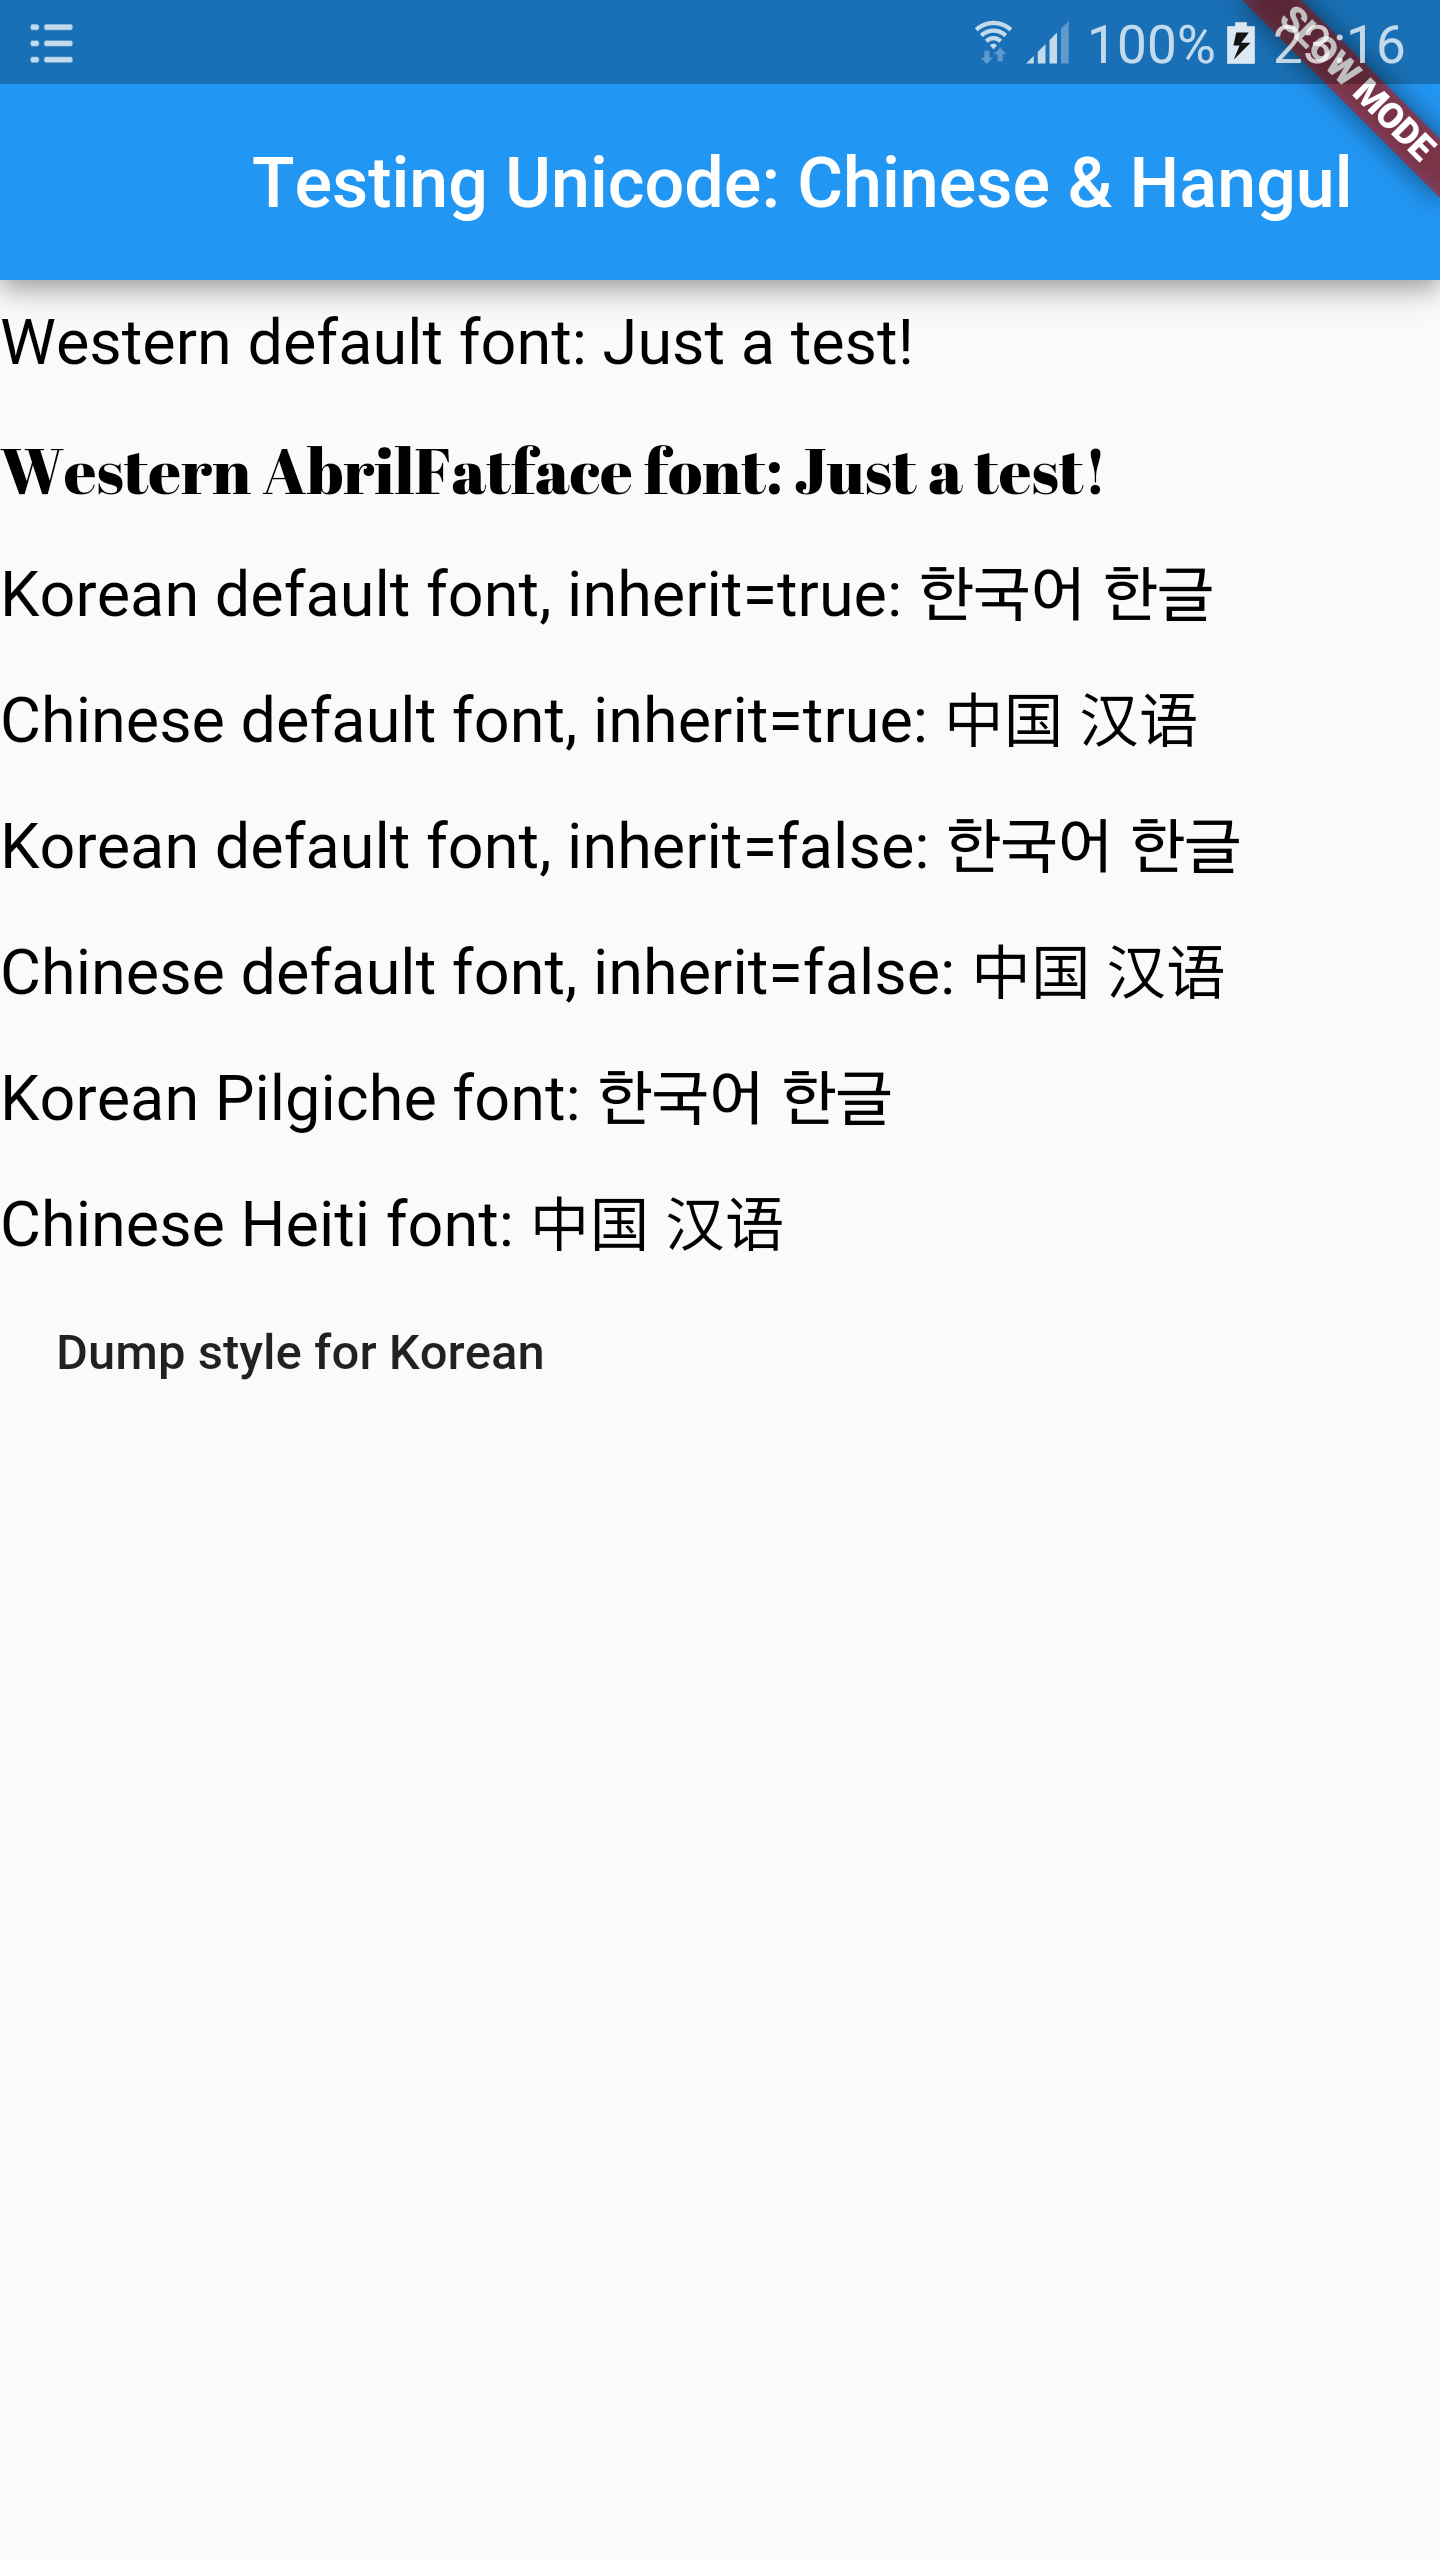 100% 23:16
SLOW MODE
Testing Unicode: Chinese & Hangul
Western default font: Just a test!
Western AbrilFatface font: Just a test!
Korean default font, inherit=true: 한국어 한글
Chinese default font, inherit=true: 中国 汉语
Korean default font, inherit=false: 한국어 한글
Chinese default font, inherit=false: 中国 汉语
Korean Pilgiche font: 한국어 한글
Chinese Heiti font: 中国 汉语
Dump style for Korean